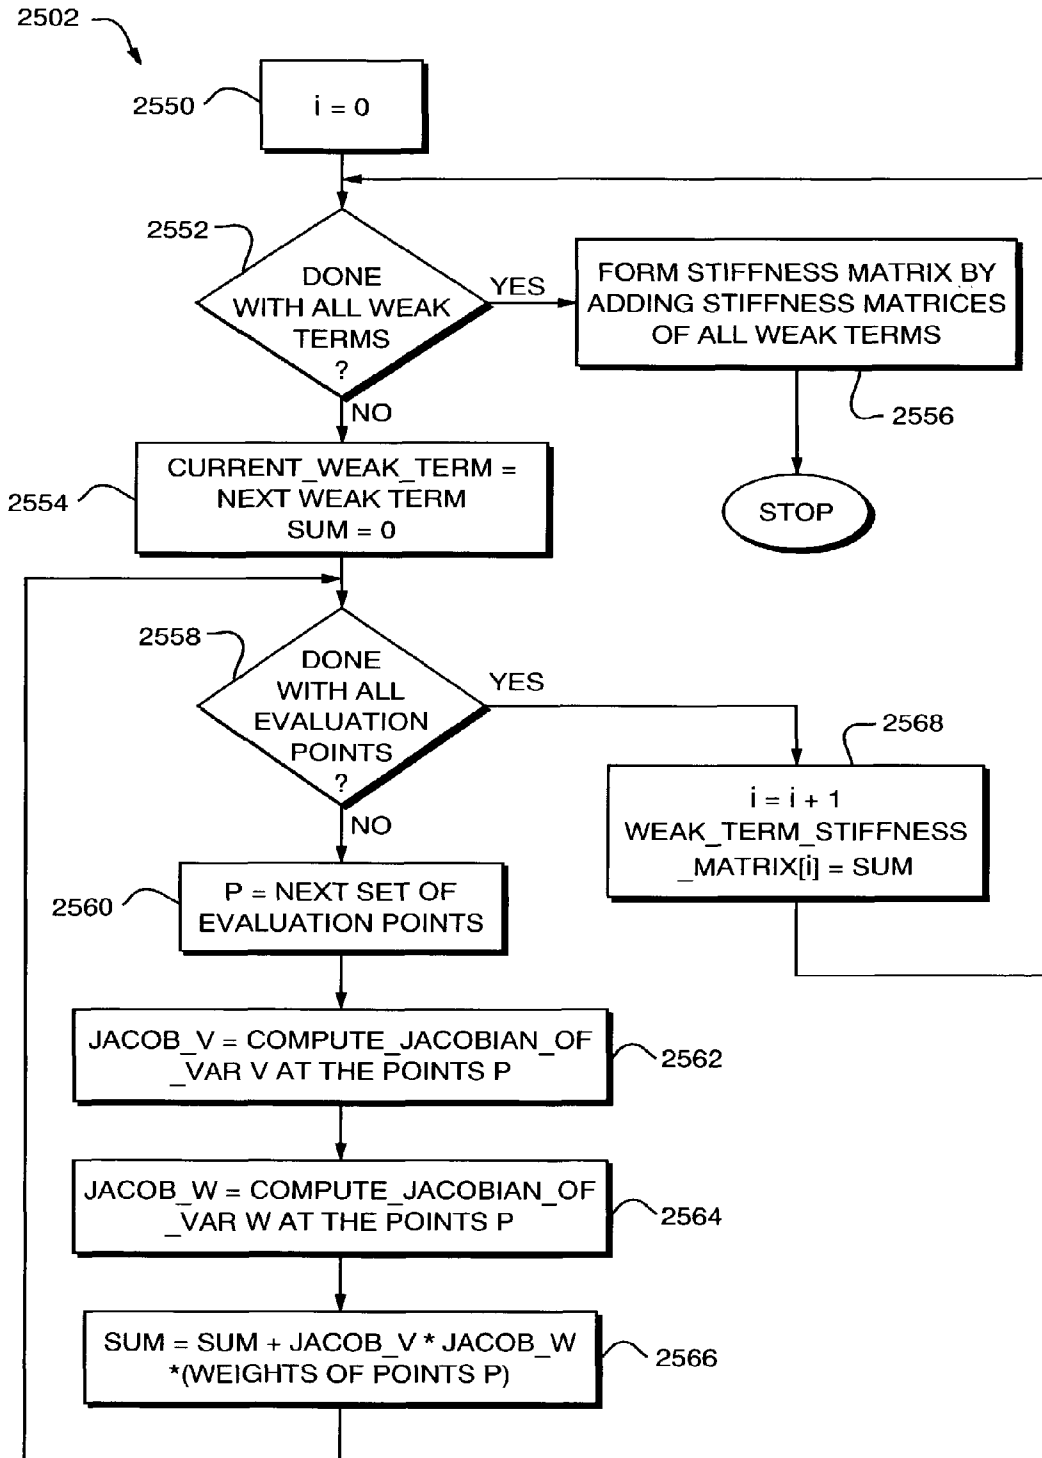 2502
2550
i = 0
2552
DONE
WITH ALL WEAK
TERMS
?
YES
FORM STIFFNESS MATRIX BY
ADDING STIFFNESS MATRICES
OF ALL WEAK TERMS
2556
NO
STOP
2554
CURRENT_WEAK_TERM =
NEXT WEAK TERM
SUM = 0
2558
DONE
WITH ALL
EVALUATION
POINTS
?
YES
2568
i = i + 1
WEAK_TERM_STIFFNESS
_MATRIX[i] = SUM
NO
2560
P = NEXT SET OF
EVALUATION POINTS
JACOB_V = COMPUTE_JACOBIAN_OF
_VAR V AT THE POINTS P
2562
JACOB_W = COMPUTE_JACOBIAN_OF
_VAR W AT THE POINTS P
2564
SUM = SUM + JACOB_V * JACOB_W
*(WEIGHTS OF POINTS P)
2566